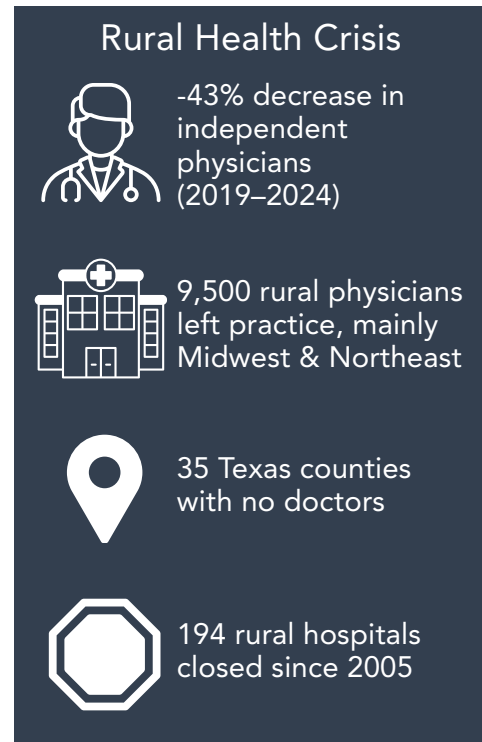 Rural Health Crisis
-43% decrease in
independent
physicians
(2019–2024)
9,500 rural physicians
left practice, mainly
Midwest & Northeast
35 Texas counties
with no doctors
194 rural hospitals
closed since 2005